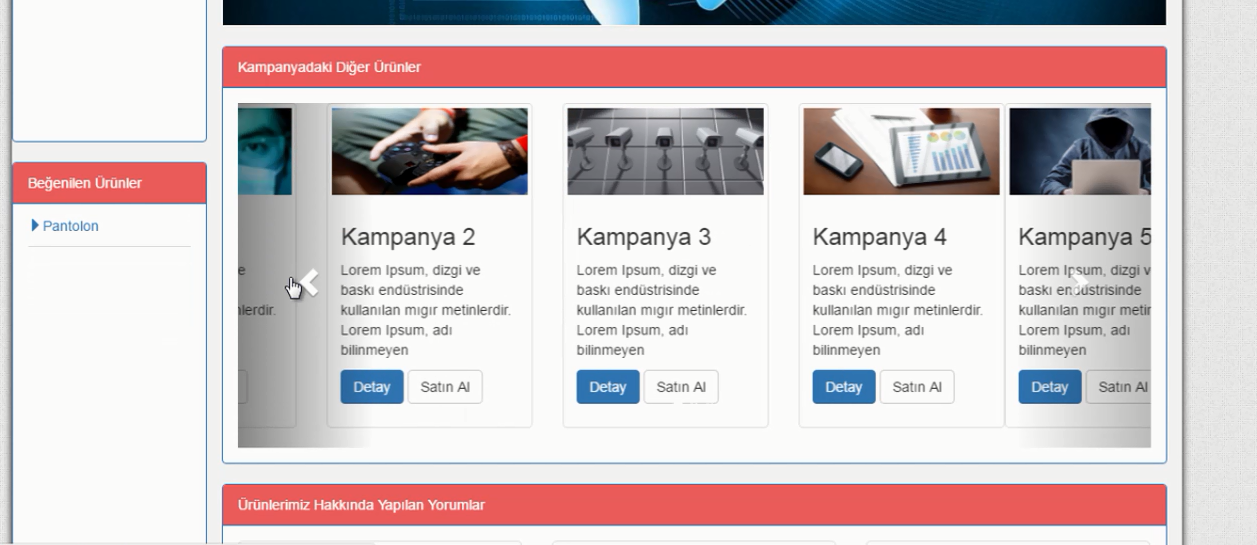 Kampanyadaki Diğer Ürünler
Beğenilen Ürünler
Pantolon
e
nlerdir.
Kampanya 2
Lorem Ipsum, dizgi ve
baskı endüstrisinde
kullanılan mıgır metinlerdir.
Lorem Ipsum, adı
bilinmeyen
Detay
Satın Al
Kampanya 3
Lorem Ipsum, dizgi ve
baskı endüstrisinde
kullanılan mıgır metinlerdir.
Lorem Ipsum, adı
bilinmeyen
Detay
Satın Al
Kampanya 4
Lorem Ipsum, dizgi ve
baskı endüstrisinde
kullanılan mıgır metinlerdir.
Lorem Ipsum, adı
bilinmeyen
Detay
Satın Al
Kampanya 5
Lorem Ipsum, dizgi v
baskı endüstrisinde
kullanılan mıgır metir
Lorem Ipsum, adı
bilinmeyen
Detay
Satın Al
Ürünlerimiz Hakkında Yapılan Yorumlar